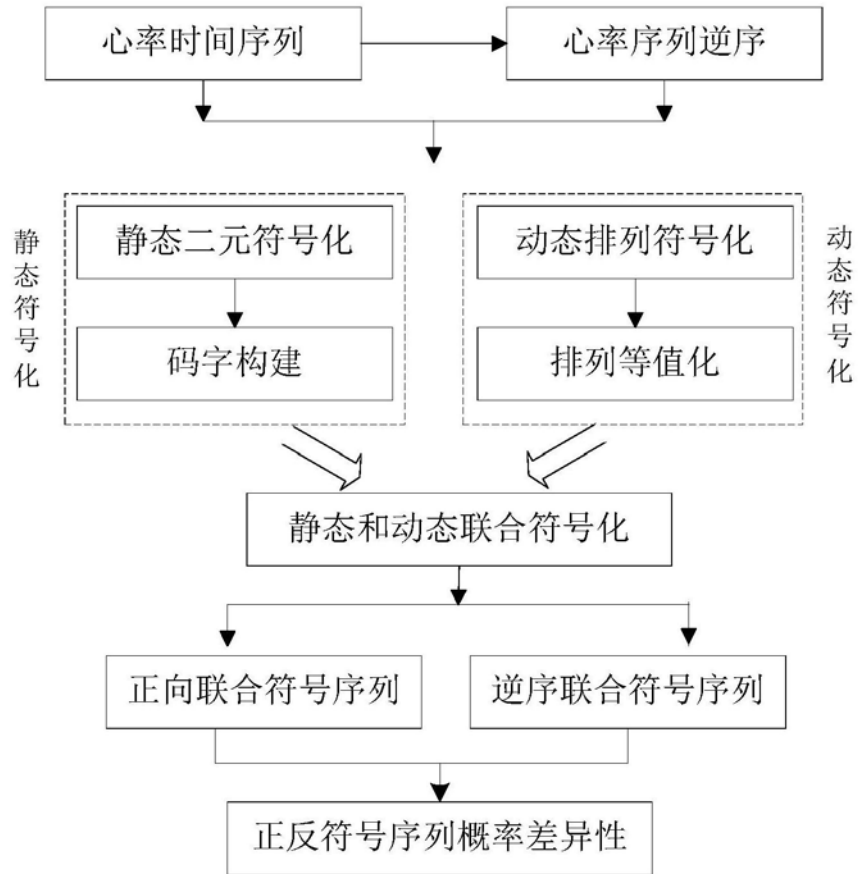 心率时间序列
心率序列逆序
静态符号化
静态二元符号化
码字构建
动态排列符号化
排列等值化
动态符号化
静态和动态联合符号化
正向联合符号序列
逆序联合符号序列
正反符号序列概率差异性